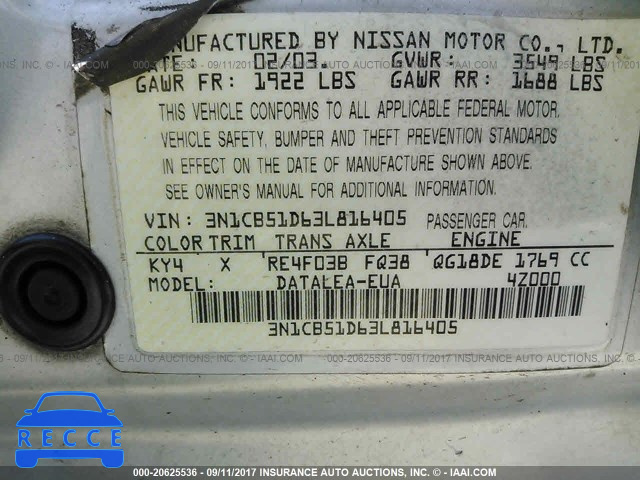 MANUFACTURED BY NISSAN MOTOR CO., LTD.
07/03. GVWR: 3549 LBS
GAWR FR: 1922 LBS GAWR RR: 1688 LBS
THIS VEHICLE CONFORMS TO ALL APPLICABLE FEDERAL MOTOR
VEHICLE SAFETY, BUMPER AND THEFT PREVENTION STANDARDS
IN EFFECT ON THE DATE OF MANUFACTURE SHOWN ABOVE.
SEE OWNER'S MANUAL FOR ADDITIONAL INFORMATION.
VIN: 3N1CB51D63L816405 PASSENGER CAR
COLOR TRIM TRANS AXLE ENGINE
KY4 X RE4F03B FQ38 QG18DE 1769 CC
MODEL: DATALEA-EUA 4Z000
3N1CB51D63L816405
RECCE
000-20625536 - 09/11/2017 INSURANCE AUTO AUCTIONS INC. - © - IAAI.COM